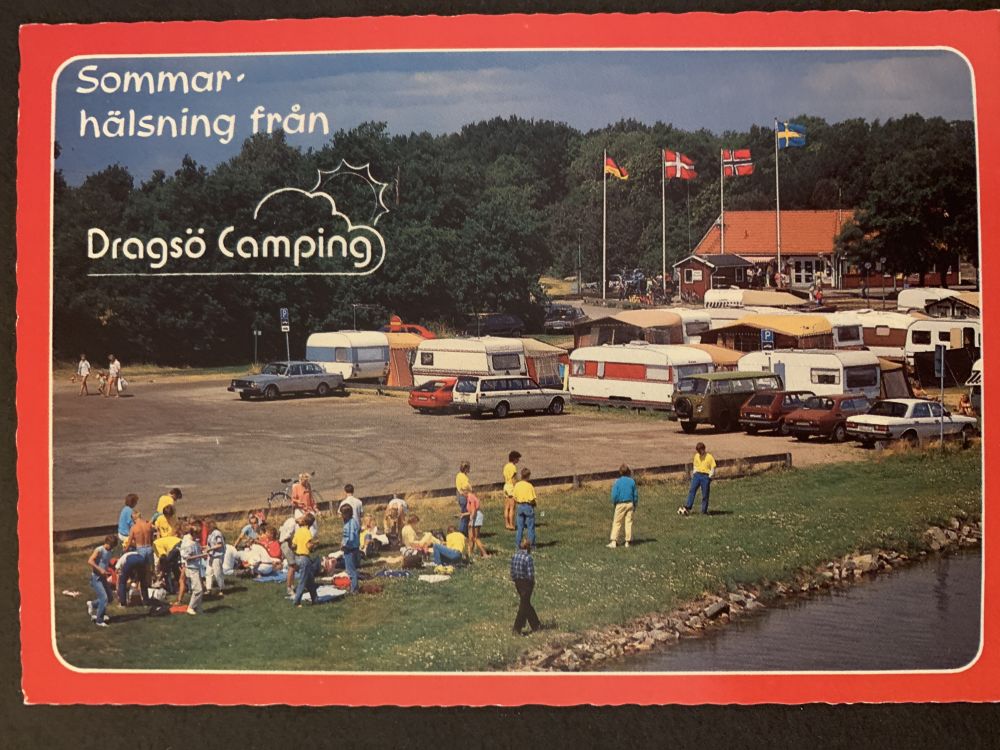 Sommar-
hälsning från
Dragsö Camping
P
P